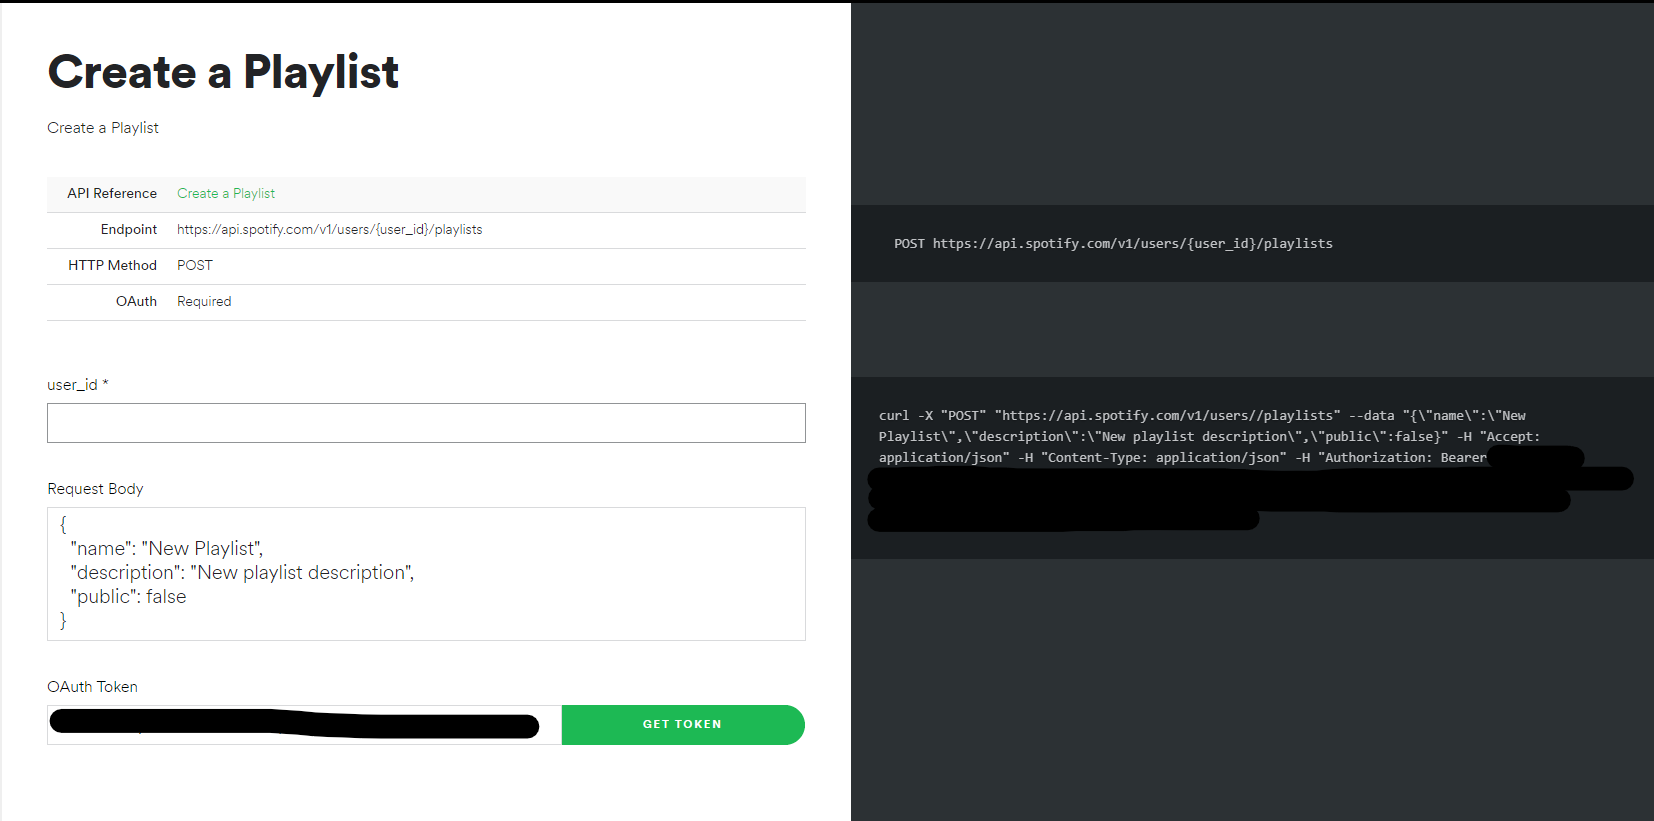 Create a Playlist
Create a Playlist
API Reference Create a Playlist
Endpoint https://api.spotify.com/v1/users/{user_id}/playlists
HTTP Method POST
OAuth Required
user_id *
Request Body
{
"name": "New Playlist",
"description": "New playlist description",
"public": false
}
OAuth Token
GET TOKEN
POST https://api.spotify.com/v1/users/{user_id}/playlists
curl -X "POST" "https://api.spotify.com/v1/users//playlists" --data "{\"name\":\"New
Playlist\",\"description\":\"New playlist description\",\"public\":false}" -H "Accept:
application/json" -H "Content-Type: application/json" -H "Authorization: Bearer